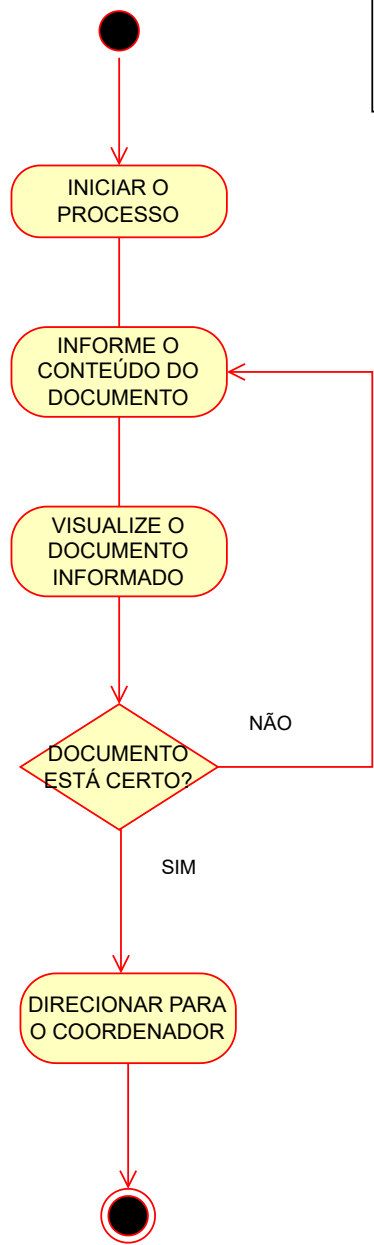 INICIAR O
PROCESSO
INFORME O
CONTEÚDO DO
DOCUMENTO
VISUALIZE O
DOCUMENTO
INFORMADO
NÃO
DOCUMENTO
ESTÁ CERTO?
SIM
DIRECIONAR PARA
O COORDENADOR